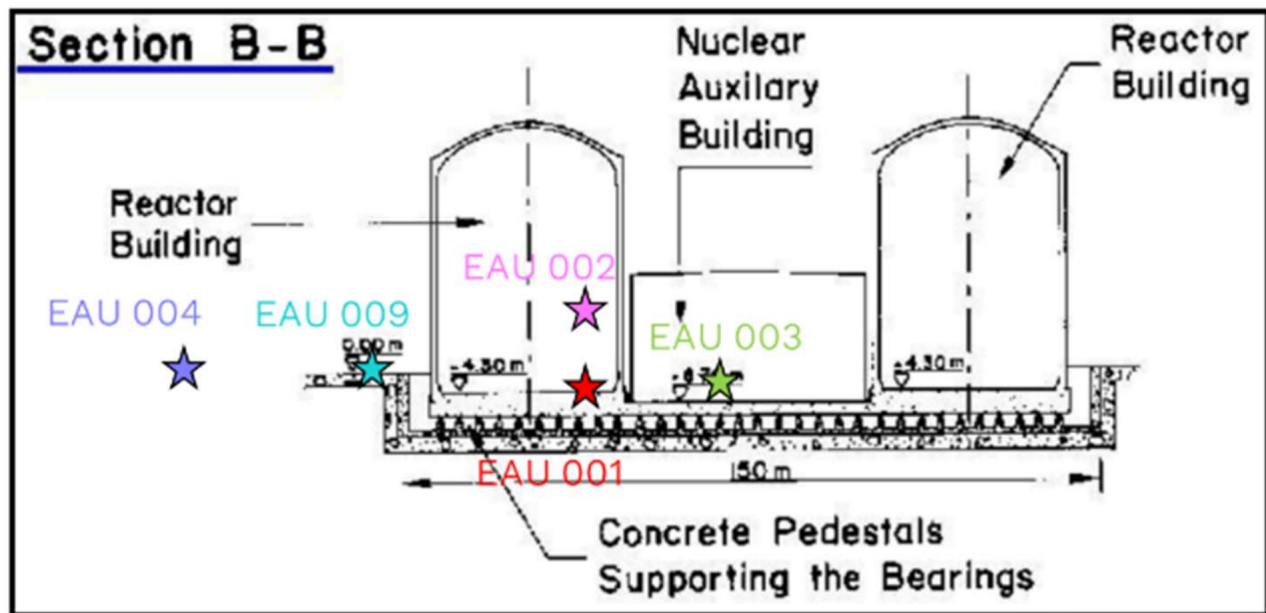 Section B-B
Nuclear
Auxilary
Building
Reactor
Building
Reactor
Building
EAU 002
EAU 004
EAU 009
EAU 003
0.00 m
-4.30 m
-4.30 m
EAU 001
150 m
Concrete Pedestals
Supporting the Bearings